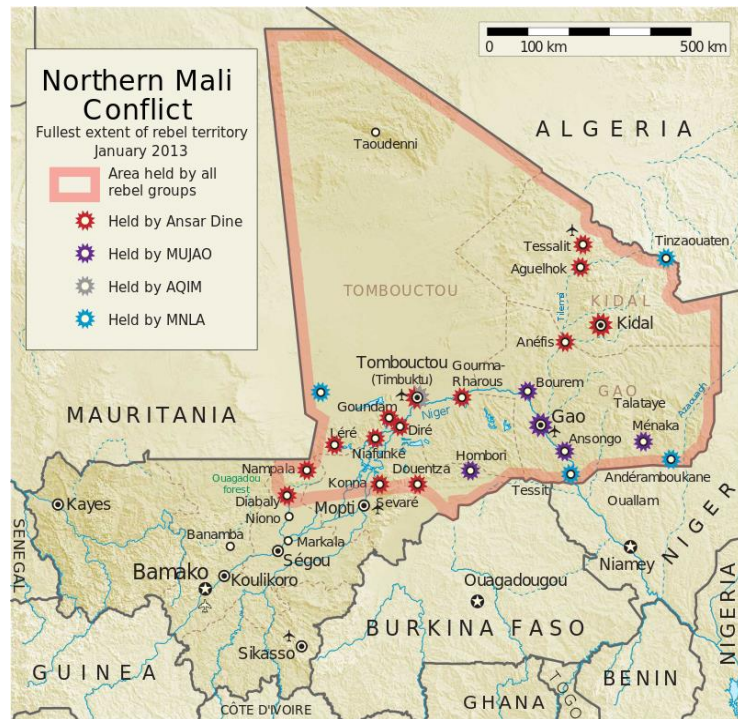 Northern Mali
Conflict
Fullest extent of rebel territory
January 2013
Area held by all
rebel groups
Held by Ansar Dine
Held by MUJAO
Held by AQIM
Held by MNLA
0 100 km 500 km
ALGERIA
Taoudenni
Tessalit
Tinzaouaten
Aguelhok
TOMBOUCTOU
KIDAL
Tilemsi
Kidal
Anéfis
Tombouctou
(Timbuktu)
Gourma-
Rharous
Bourem
GAO
MAURITANIA
Goundam
Niger
Gao
Talataye
Azaouagh
Léré
Diré
Ménaka
Niafunké
Ansongo
Nampala
Douentza
Hombori
Ouagadou
forest
Konna
Tessit
Andéramboukane
Diabaly
Mopti
Sevaré
Ouallam
Kayes
Niono
Banamba
Markala
Ségou
NIGER
SENEGAL
Niamey
Bamako
Koulikoro
Ouagadougou
NIGERIA
Sikasso
BURKINA FASO
GUINEA
BENIN
TOGO
GHANA
CÔTE D'IVOIRE